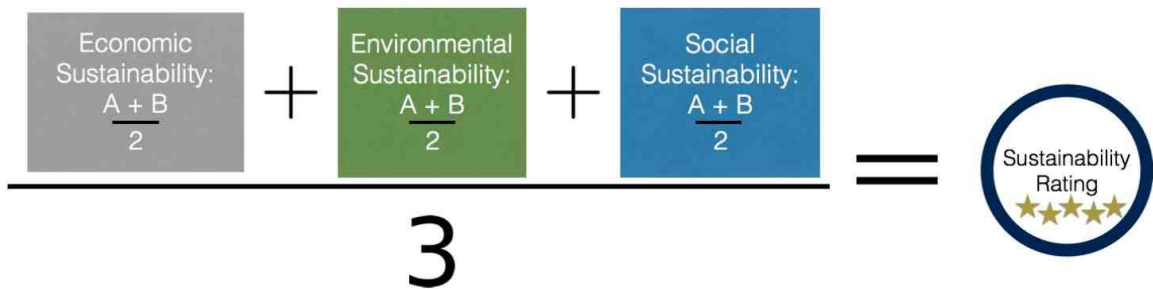 Economic
Sustainability:
A + B
2
+
Environmental
Sustainability:
A + B
2
+
Social
Sustainability:
A + B
2
3
=
Sustainability
Rating